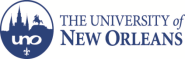 uno
THE UNIVERSITY of
NEW ORLEANS